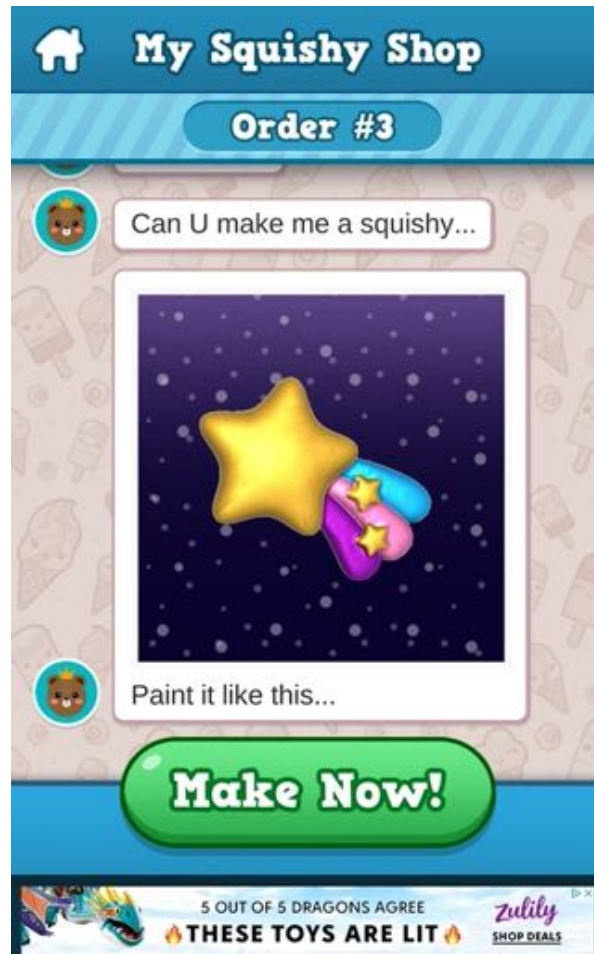 My Squishy Shop
Order #3
Can U make me a squishy...
Paint it like this...
Make Now!
5 OUT OF 5 DRAGONS AGREE
🔥THESE TOYS ARE LIT🔥
zulily
SHOP DEALS